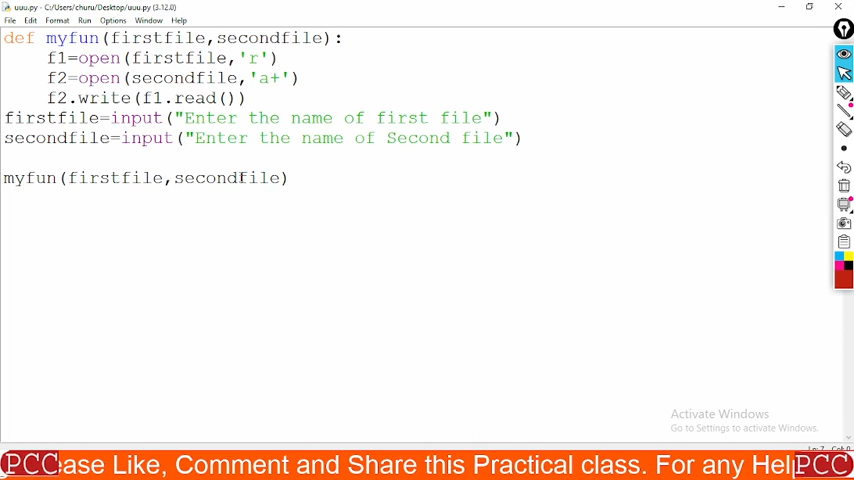 uuu.py - C:/Users/churu/Desktop/uuu.py (3.12.0)
File Edit Format Run Options Window Help
def myfun(firstfile,secondfile):
    f1=open(firstfile,'r')
    f2=open(secondfile,'a+')
    f2.write(f1.read())
firstfile=input("Enter the name of first file")
secondfile=input("Enter the name of Second file")
myfun(firstfile,secondfile)
Activate Windows
Go to Settings to activate Windows.
PCC ease Like, Comment and Share this Practical class. For any Hel PCC